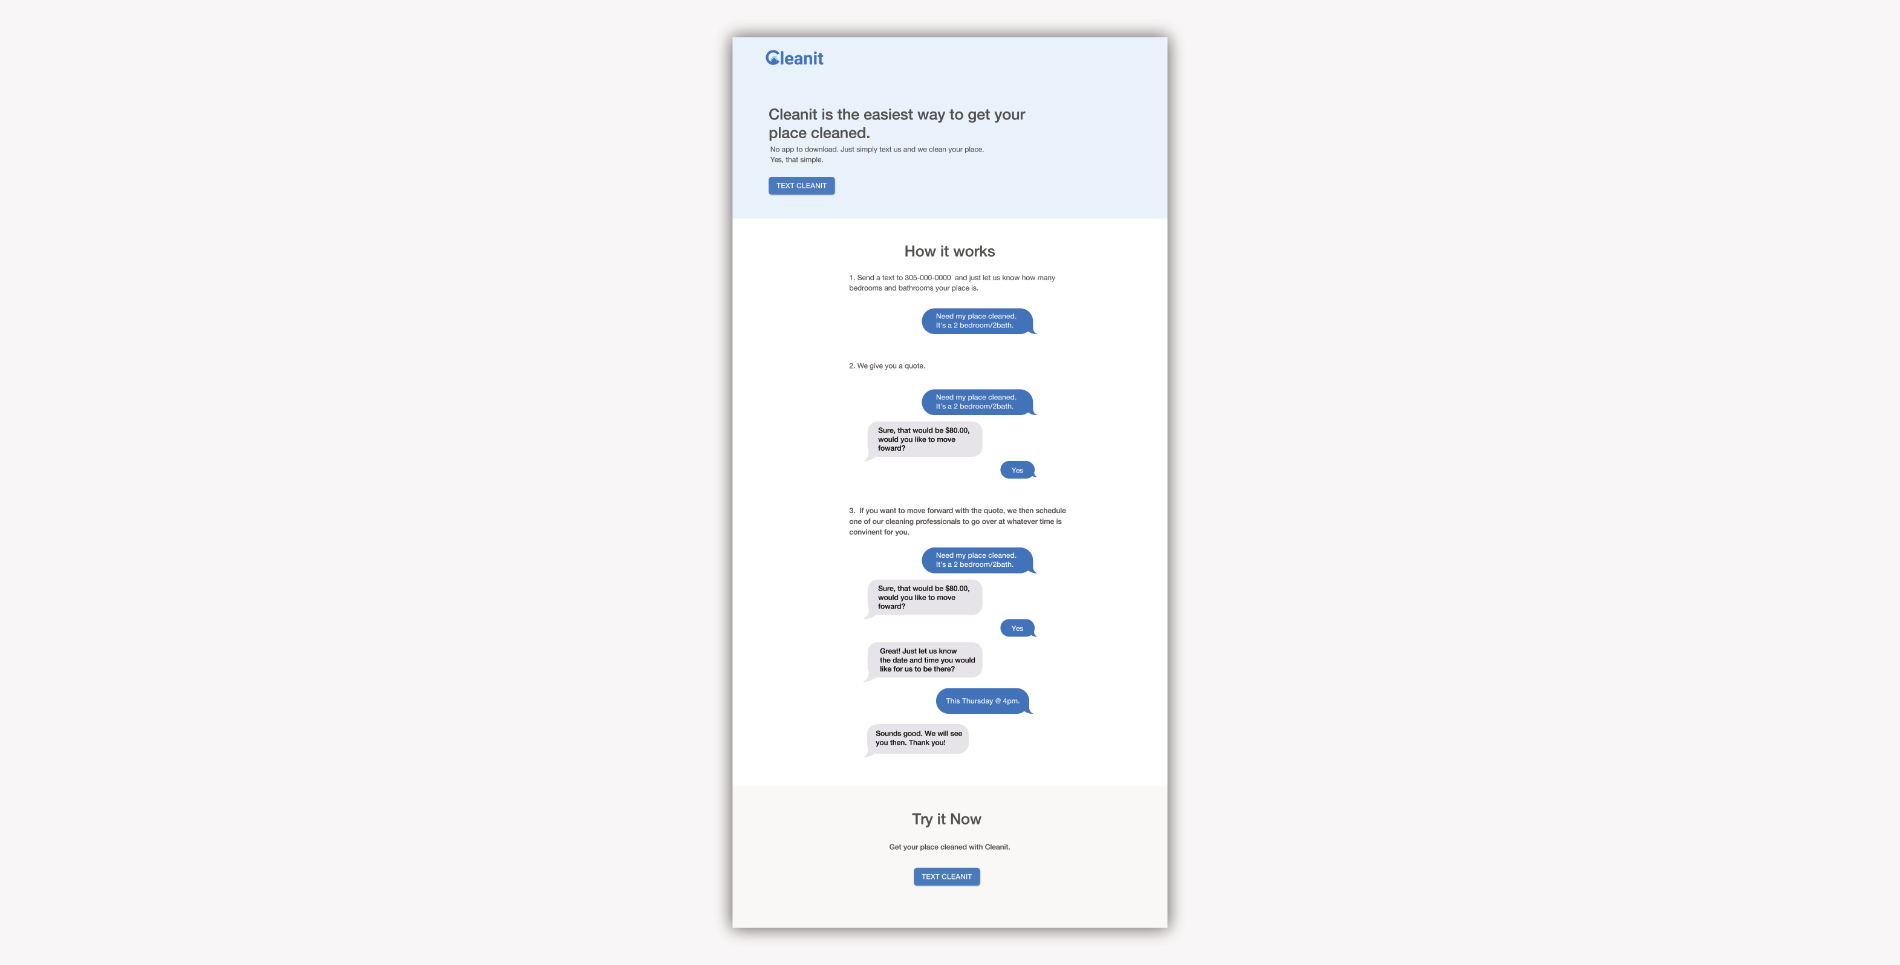 Cleanit
Cleanit is the easiest way to get your
place cleaned.
No app to download. Just simply text us and we clean your place.
Yes, that simple.
TEXT CLEANIT
How it works
1. Send a text to 305-000-0000  and just let us know how many
bedrooms and bathrooms your place is.
Need my place cleaned.
It's a 2 bedroom/2bath.
2. We give you a quote.
Need my place cleaned.
It's a 2 bedroom/2bath.
Sure, that would be $80.00,
would you like to move
foward?
Yes
3.  If you want to move forward with the quote, we then schedule
one of our cleaning professionals to go over at whatever time is
convinent for you.
Need my place cleaned.
It's a 2 bedroom/2bath.
Sure, that would be $80.00,
would you like to move
foward?
Yes
Great! Just let us know
the date and time you would
like for us to be there?
This Thursday @ 4pm.
Sounds good. We will see
you then. Thank you!
Try it Now
Get your place cleaned with Cleanit.
TEXT CLEANIT